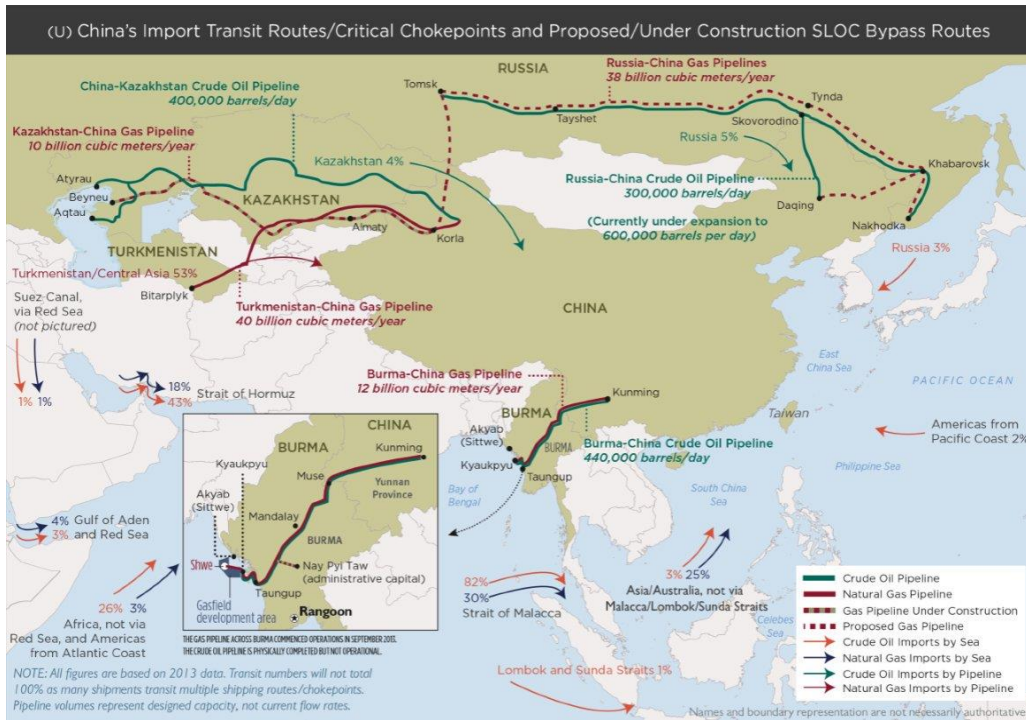 (U) China's Import Transit Routes/Critical Chokepoints and Proposed/Under Construction SLOC Bypass Routes
RUSSIA
Russia-China Gas Pipelines
38 billion cubic meters/year
China-Kazakhstan Crude Oil Pipeline
400,000 barrels/day
Tomsk
Tayshet
Tynda
Skovorodino
Kazakhstan-China Gas Pipeline
10 billion cubic meters/year
Russia 5%
Kazakhstan 4%
Khabarovsk
Atyrau
Beyneu
Aqtau
KAZAKHSTAN
Almaty
Korla
Russia-China Crude Oil Pipeline
300,000 barrels/day
(Currently under expansion to
600,000 barrels per day)
Daqing
Nakhodka
TURKMENISTAN
Russia 3%
Turkmenistan/Central Asia 53%
Bitarplyk
Turkmenistan-China Gas Pipeline
40 billion cubic meters/year
Suez Canal,
via Red Sea
(not pictured)
1% 1%
CHINA
18%
43%
Strait of Hormuz
East
China Sea
PACIFIC OCEAN
Burma-China Gas Pipeline
12 billion cubic meters/year
Kunming
BURMA
Akyab
(Sittwe)
BURMA
Kyaukpyu
Taungup
Burma-China Crude Oil Pipeline
440,000 barrels/day
Taiwan
Americas from
Pacific Coast 2%
Philippine Sea
Bay of
Bengal
South China
Sea
CHINA
BURMA
Kunming
Kyaukpyu
Muse
Yunnan
Province
Akyab
(Sittwe)
Mandalay
BURMA
Shwe
Nay Pyi Taw
(administrative capital)
Taungup
Gasfield
development area
Rangoon
THE GAS PIPELINE ACROSS BURMA COMMENCED OPERATIONS IN SEPTEMBER 2013.
THE CRUDE OIL PIPELINE IS PHYSICALLY COMPLETED BUT NOT OPERATIONAL.
4%
3%
Gulf of Aden
and Red Sea
26% 3%
Africa, not via
Red Sea, and Americas
from Atlantic Coast
82%
30%
Strait of Malacca
3% 25%
Asia/Australia, not via
Malacca/Lombok/Sunda Straits
Celebes
Sea
Lombok and Sunda Straits 1%
Crude Oil Pipeline
Natural Gas Pipeline
Gas Pipeline Under Construction
Proposed Gas Pipeline
Crude Oil Imports by Sea
Natural Gas Imports by Sea
Crude Oil Imports by Pipeline
Natural Gas Imports by Pipeline
NOTE: All figures are based on 2013 data. Transit numbers will not total
100% as many shipments transit multiple shipping routes/chokepoints.
Pipeline volumes represent designed capacity, not current flow rates.
Names and boundary representation are not necessarily authoritative